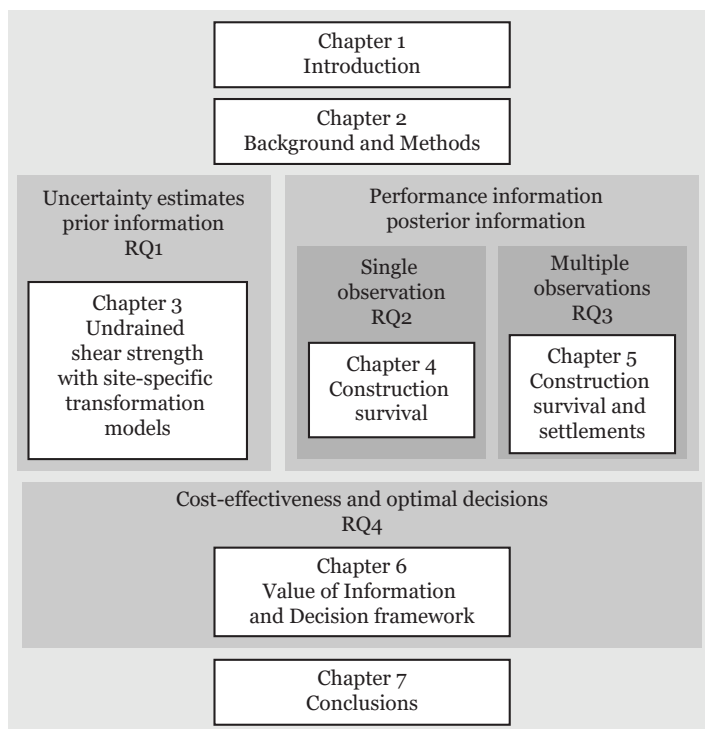 Chapter 1
Introduction
Chapter 2
Background and Methods
Uncertainty estimates
prior information
RQ1
Chapter 3
Undrained
shear strength
with site-specific
transformation
models
Performance information
posterior information
Single
observation
RQ2
Chapter 4
Construction
survival
Multiple
observations
RQ3
Chapter 5
Construction
survival and
settlements
Cost-effectiveness and optimal decisions
RQ4
Chapter 6
Value of Information
and Decision framework
Chapter 7
Conclusions